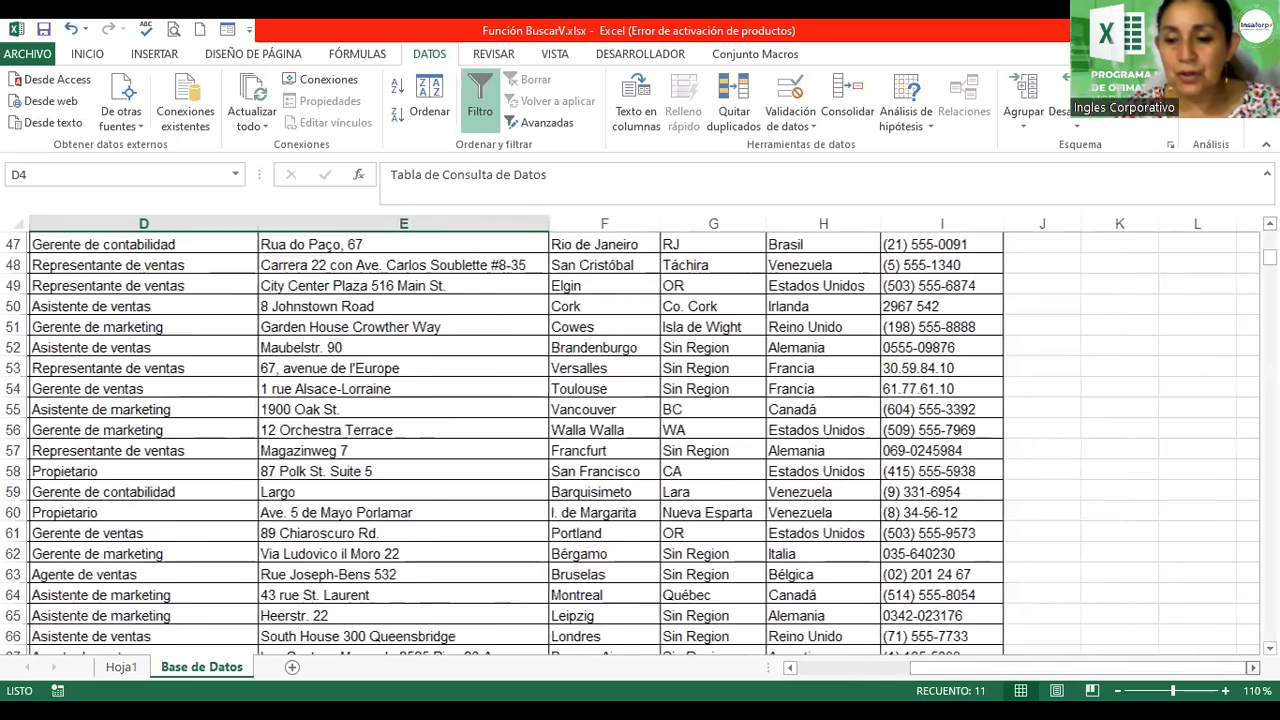 Función BuscarV.xlsx - Excel (Error de activación de productos)
ARCHIVO INICIO INSERTAR DISEÑO DE PÁGINA FÓRMULAS DATOS REVISAR VISTA DESARROLLADOR Conjunto Macros
Desde Access
Desde web
Desde texto
De otras fuentes
Conexiones existentes
Obtener datos externos
Actualizar todo
Conexiones
Propiedades
Editar vínculos
Conexiones
Ordenar
Filtro
Borrar
Volver a aplicar
Avanzadas
Ordenar y filtrar
Texto en columnas
Relleno rápido
Quitar duplicados
Validación de datos
Consolidar
Análisis de hipótesis
Relaciones
Herramientas de datos
Agrupar
Esquema
Análisis
PROGRAMA
DE OFIMÁT
Insaforp
Ingles Corporativo
D4 Tabla de Consulta de Datos
D E F G H I J K L
47 Gerente de contabilidad Rua do Paço, 67 Rio de Janeiro RJ Brasil (21) 555-0091
48 Representante de ventas Carrera 22 con Ave. Carlos Soublette #8-35 San Cristóbal Táchira Venezuela (5) 555-1340
49 Representante de ventas City Center Plaza 516 Main St. Elgin OR Estados Unidos (503) 555-6874
50 Asistente de ventas 8 Johnstown Road Cork Co. Cork Irlanda 2967 542
51 Gerente de marketing Garden House Crowther Way Cowes Isla de Wight Reino Unido (198) 555-8888
52 Asistente de ventas Maubelstr. 90 Brandenburgo Sin Region Alemania 0555-09876
53 Representante de ventas 67, avenue de l'Europe Versalles Sin Region Francia 30.59.84.10
54 Gerente de ventas 1 rue Alsace-Lorraine Toulouse Sin Region Francia 61.77.61.10
55 Asistente de marketing 1900 Oak St. Vancouver BC Canadá (604) 555-3392
56 Gerente de marketing 12 Orchestra Terrace Walla Walla WA Estados Unidos (509) 555-7969
57 Representante de ventas Magazinweg 7 Francfurt Sin Region Alemania 069-0245984
58 Propietario 87 Polk St. Suite 5 San Francisco CA Estados Unidos (415) 555-5938
59 Gerente de contabilidad Largo Barquisimeto Lara Venezuela (9) 331-6954
60 Propietario Ave. 5 de Mayo Porlamar I. de Margarita Nueva Esparta Venezuela (8) 34-56-12
61 Gerente de ventas 89 Chiaroscuro Rd. Portland OR Estados Unidos (503) 555-9573
62 Gerente de marketing Via Ludovico il Moro 22 Bérgamo Sin Region Italia 035-640230
63 Agente de ventas Rue Joseph-Bens 532 Bruselas Sin Region Bélgica (02) 201 24 67
64 Asistente de marketing 43 rue St. Laurent Montreal Québec Canadá (514) 555-8054
65 Asistente de marketing Heerstr. 22 Leipzig Sin Region Alemania 0342-023176
66 Asistente de ventas South House 300 Queensbridge Londres Sin Region Reino Unido (71) 555-7733
Hoja1 Base de Datos
LISTO RECUENTO: 11 110 %